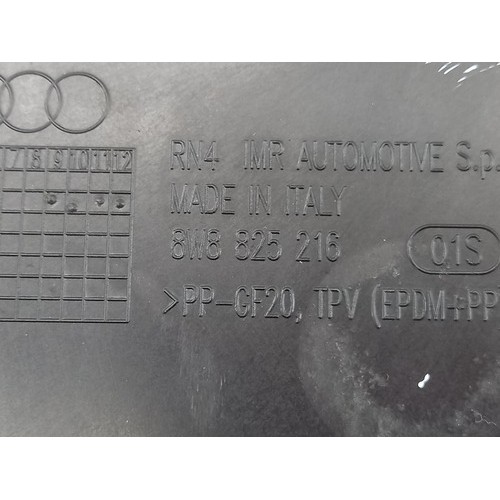 7 8 9 10 11 12
RN4 IMR AUTOMOTIVE S.p.
MADE IN ITALY
8W8 825 216
01S
>PP-GF20, TPV (EPDM+PP